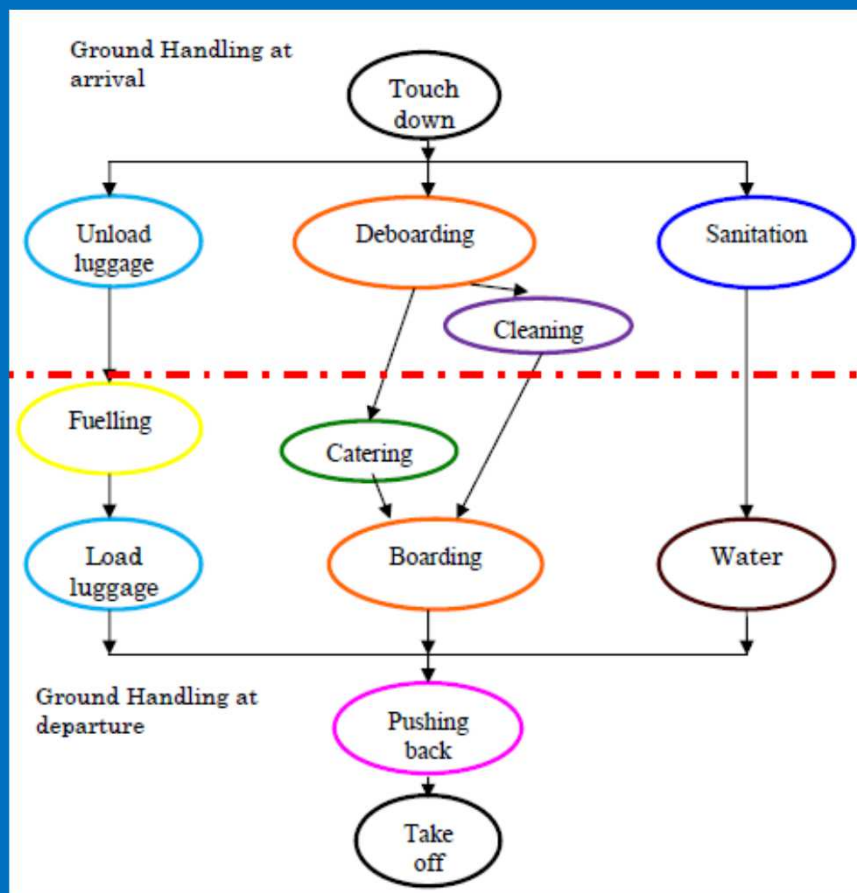 Ground Handling at
arrival
Touch
down
Unload
luggage
Deboarding
Sanitation
Cleaning
Fuelling
Catering
Load
luggage
Boarding
Water
Ground Handling at
departure
Pushing
back
Take
off